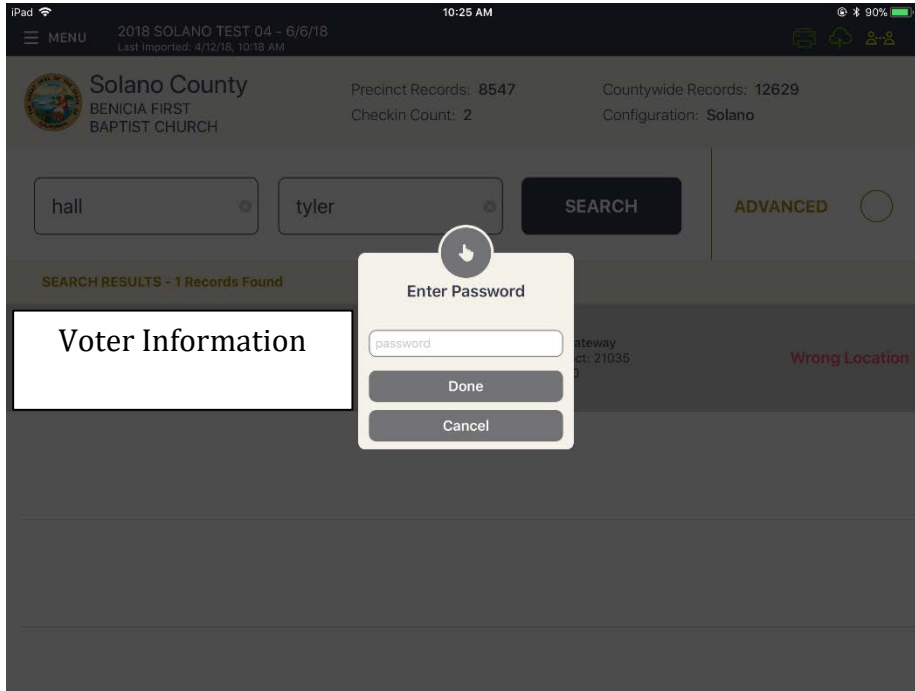 iPad 10:25 AM 90%
MENU 2018 SOLANO TEST 04 - 6/6/18
Last Imported: 4/12/18, 10:18 AM
Solano County
BENICIA FIRST
BAPTIST CHURCH
Precinct Records: 8547
Checkin Count: 2
Countywide Records: 12629
Configuration: Solano
hall tyler SEARCH ADVANCED
SEARCH RESULTS - 1 Records Found
Enter Password
password
Done
Cancel
Voter Information
ateway
ct: 21035
Wrong Location